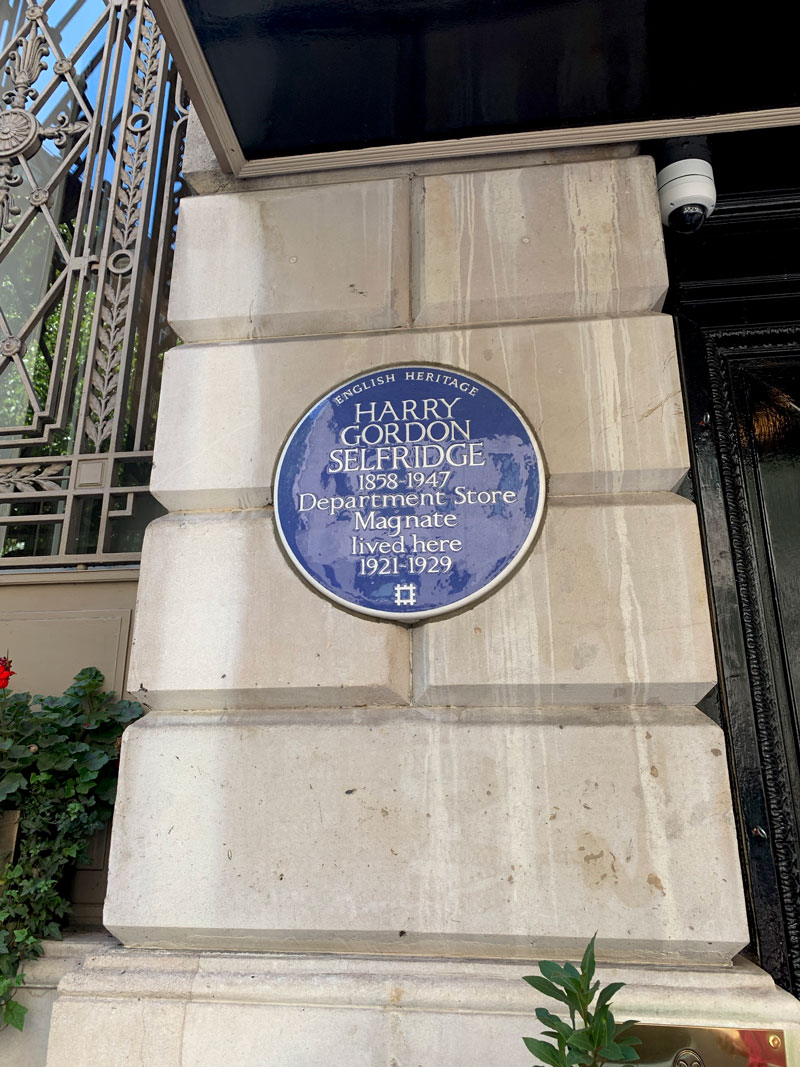 ENGLISH HERITAGE
HARRY
GORDON
SELFRIDGE
1858-1947
Department Store
Magnate
lived here
1921-1929